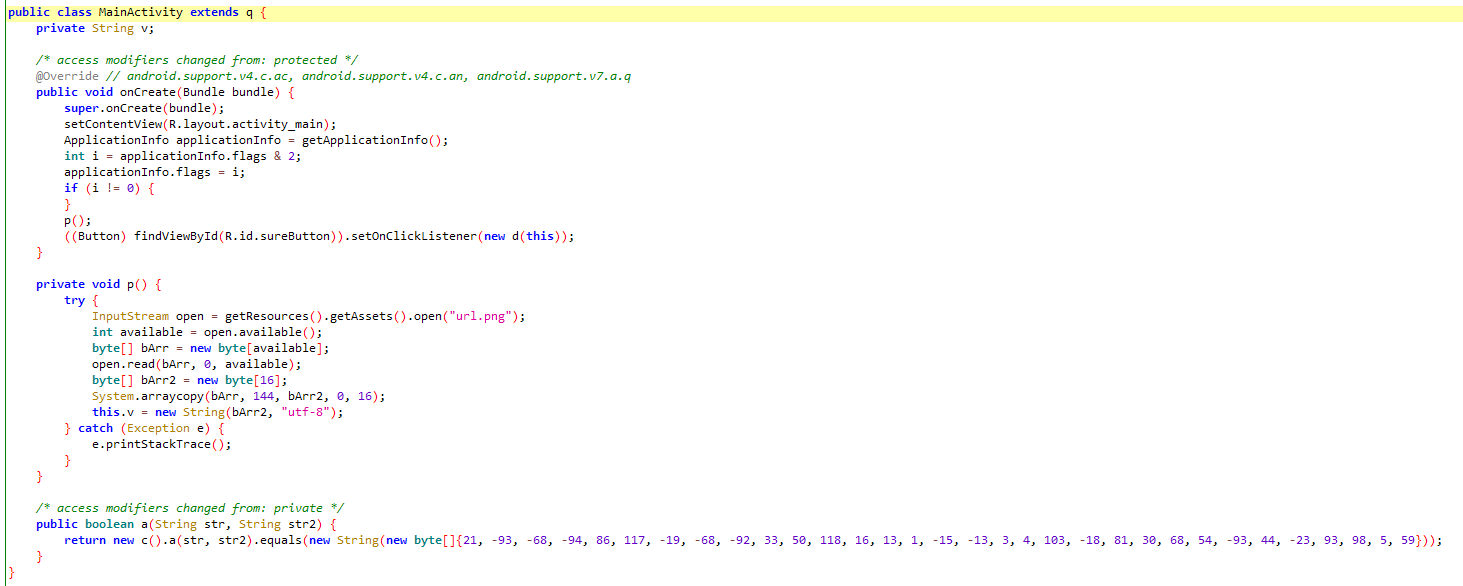 public class MainActivity extends q {
    private String v;

    /* access modifiers changed from: protected */
    @Override // android.support.v4.c.ac, android.support.v4.c.an, android.support.v7.a.q
    public void onCreate(Bundle bundle) {
        super.onCreate(bundle);
        setContentView(R.layout.activity_main);
        ApplicationInfo applicationInfo = getApplicationInfo();
        int i = applicationInfo.flags & 2;
        applicationInfo.flags = i;
        if (i != 0) {
        }
        p();
        ((Button) findViewById(R.id.sureButton)).setOnClickListener(new d(this));
    }

    private void p() {
        try {
            InputStream open = getResources().getAssets().open("url.png");
            int available = open.available();
            byte[] bArr = new byte[available];
            open.read(bArr, 0, available);
            byte[] bArr2 = new byte[16];
            System.arraycopy(bArr, 144, bArr2, 0, 16);
            this.v = new String(bArr2, "utf-8");
        } catch (Exception e) {
            e.printStackTrace();
        }
    }

    /* access modifiers changed from: private */
    public boolean a(String str, String str2) {
        return new c().a(str, str2).equals(new String(new byte[]{21, -93, -68, -94, 86, 117, -19, -68, -92, 33, 50, 118, 16, 13, 1, -15, -13, 3, 4, 103, -18, 81, 30, 68, 54, -93, 44, -23, 93, 98, 5, 59}));
    }
}